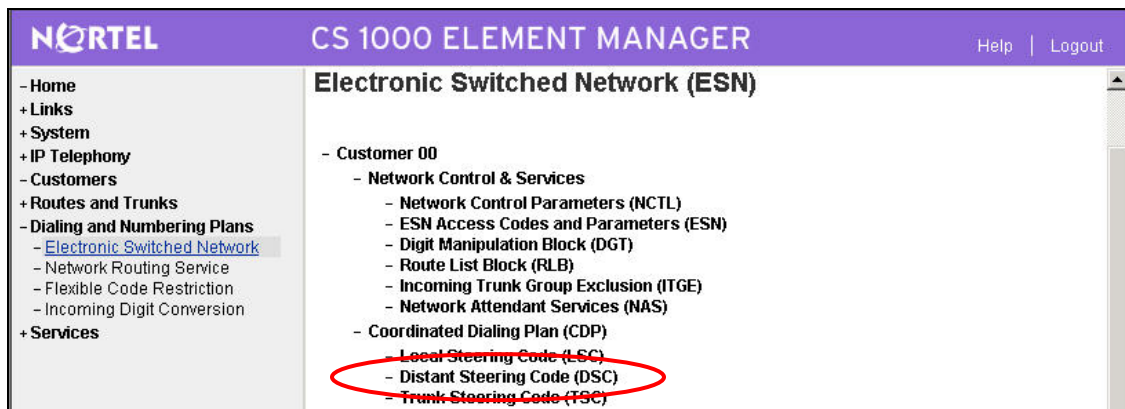 NORTEL
CS 1000 ELEMENT MANAGER
Help | Logout
– Home
+ Links
+ System
+ IP Telephony
– Customers
+ Routes and Trunks
– Dialing and Numbering Plans
– Electronic Switched Network
– Network Routing Service
– Flexible Code Restriction
– Incoming Digit Conversion
+ Services
Electronic Switched Network (ESN)
– Customer 00
– Network Control & Services
– Network Control Parameters (NCTL)
– ESN Access Codes and Parameters (ESN)
– Digit Manipulation Block (DGT)
– Route List Block (RLB)
– Incoming Trunk Group Exclusion (ITGE)
– Network Attendant Services (NAS)
– Coordinated Dialing Plan (CDP)
– Local Steering Code (LSC)
– Distant Steering Code (DSC)
– Trunk Steering Code (TSC)